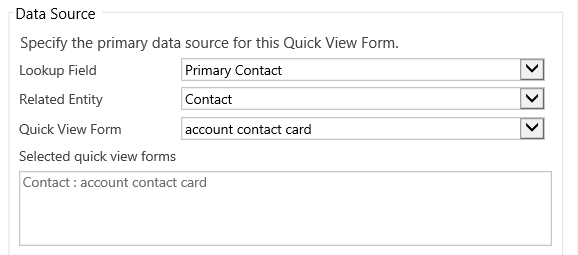 Data Source
Specify the primary data source for this Quick View Form.
Lookup Field Primary Contact
Related Entity Contact
Quick View Form account contact card
Selected quick view forms
Contact : account contact card